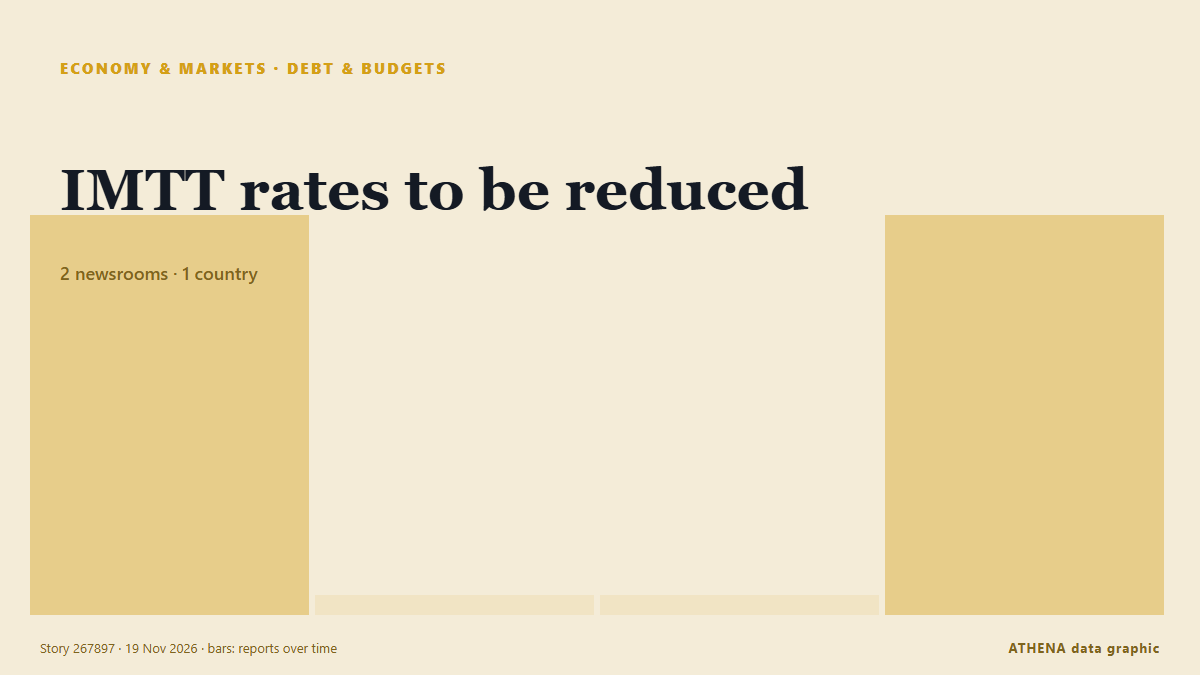 ECONOMY & MARKETS · DEBT & BUDGETS
IMTT rates to be reduced
2 newsrooms · 1 country
Story 267897 · 19 Nov 2026 · bars: reports over time
ATHENA data graphic